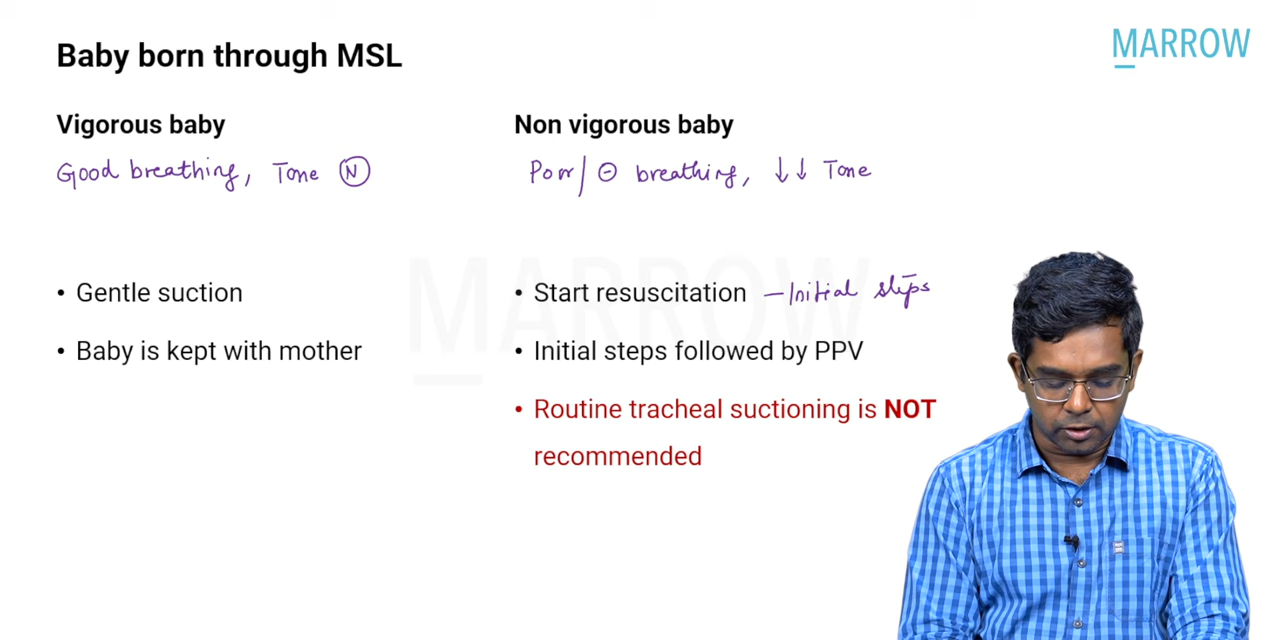 Baby born through MSL
MARROW
Vigorous baby
Good breathing, Tone Ⓝ
• Gentle suction
• Baby is kept with mother
Non vigorous baby
Poor/ ⊖ breathing, ↓↓ Tone
• Start resuscitation – Initial steps
• Initial steps followed by PPV
• Routine tracheal suctioning is NOT
recommended
MARROW